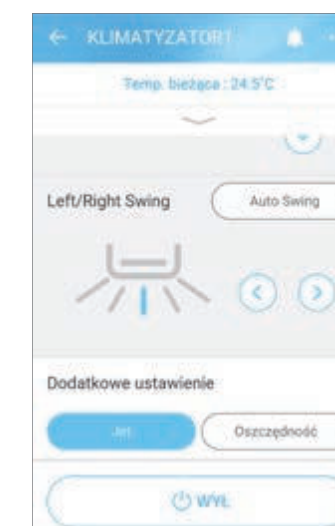 ← KLIMATYZATOR1
Temp. bieżąca : 24.5°C
Left/Right Swing
Auto Swing
Dodatkowe ustawienie
Jet
Oszczędność
WYŁ.